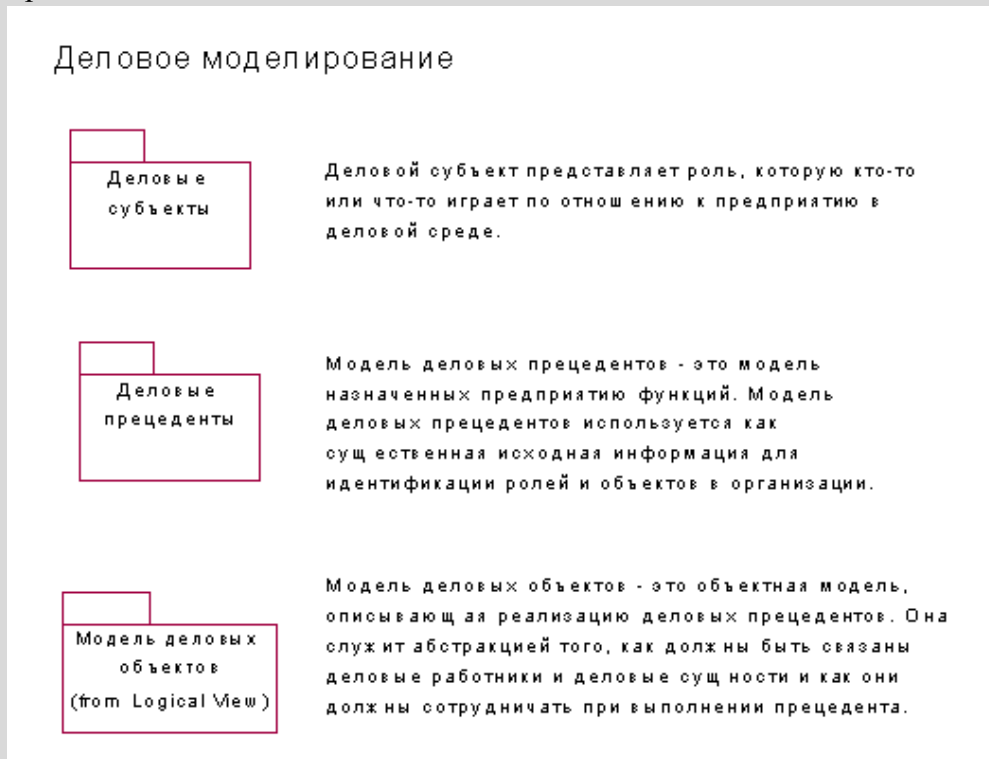 Деловое моделирование
Деловые
субъекты
Деловой субъект представляет роль, которую кто-то
или что-то играет по отношению к предприятию в
деловой среде.
Деловые
прецеденты
Модель деловых прецедентов - это модель
назначенных предприятию функций. Модель
деловых прецедентов используется как
существенная исходная информация для
идентификации ролей и объектов в организации.
Модель деловых
объектов
(from Logical View)
Модель деловых объектов - это объектная модель,
описывающая реализацию деловых прецедентов. Она
служит абстракцией того, как должны быть связаны
деловые работники и деловые сущности и как они
должны сотрудничать при выполнении прецедента.